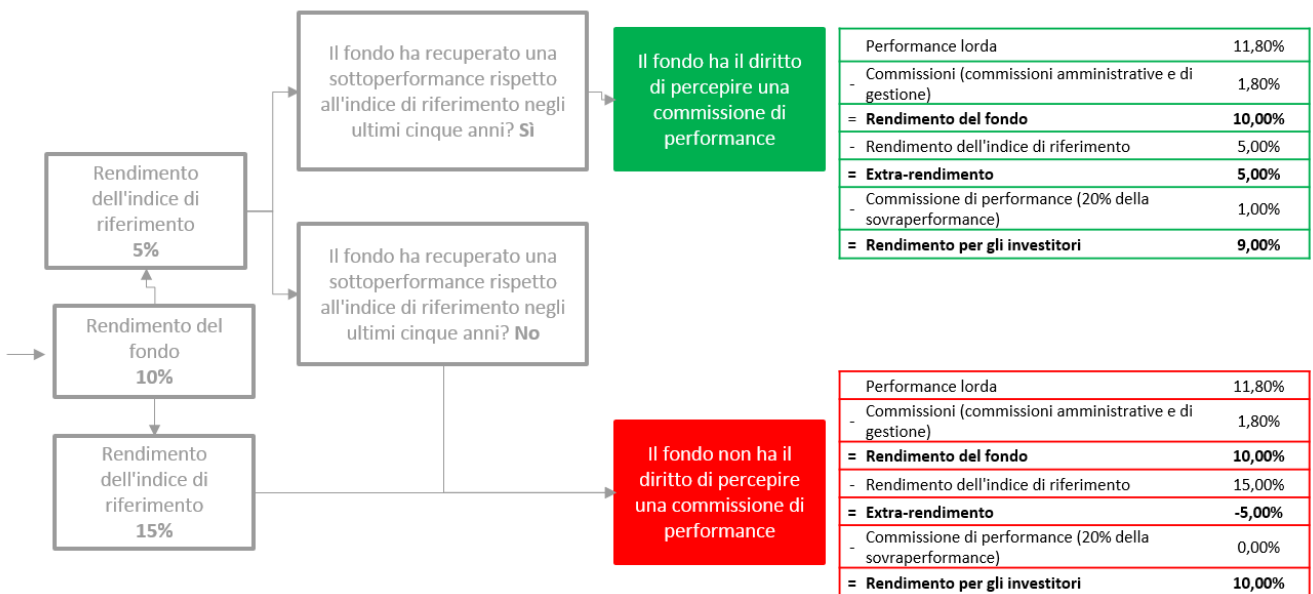 Il fondo ha recuperato una
sottoperformance rispetto
all'indice di riferimento negli
ultimi cinque anni? Sì
Il fondo ha il diritto
di percepire una
commissione di
performance
Performance lorda 11,80%
- Commissioni (commissioni amministrative e di
gestione) 1,80%
= Rendimento del fondo 10,00%
- Rendimento dell'indice di riferimento 5,00%
= Extra-rendimento 5,00%
- Commissione di performance (20% della
sovraperformance) 1,00%
= Rendimento per gli investitori 9,00%
Rendimento
dell'indice di
riferimento
5%
Il fondo ha recuperato una
sottoperformance rispetto
all'indice di riferimento negli
ultimi cinque anni? No
Rendimento del
fondo
10%
Rendimento
dell'indice di
riferimento
15%
Il fondo non ha il
diritto di percepire
una commissione di
performance
Performance lorda 11,80%
- Commissioni (commissioni amministrative e di
gestione) 1,80%
= Rendimento del fondo 10,00%
- Rendimento dell'indice di riferimento 15,00%
= Extra-rendimento -5,00%
- Commissione di performance (20% della
sovraperformance) 0,00%
= Rendimento per gli investitori 10,00%